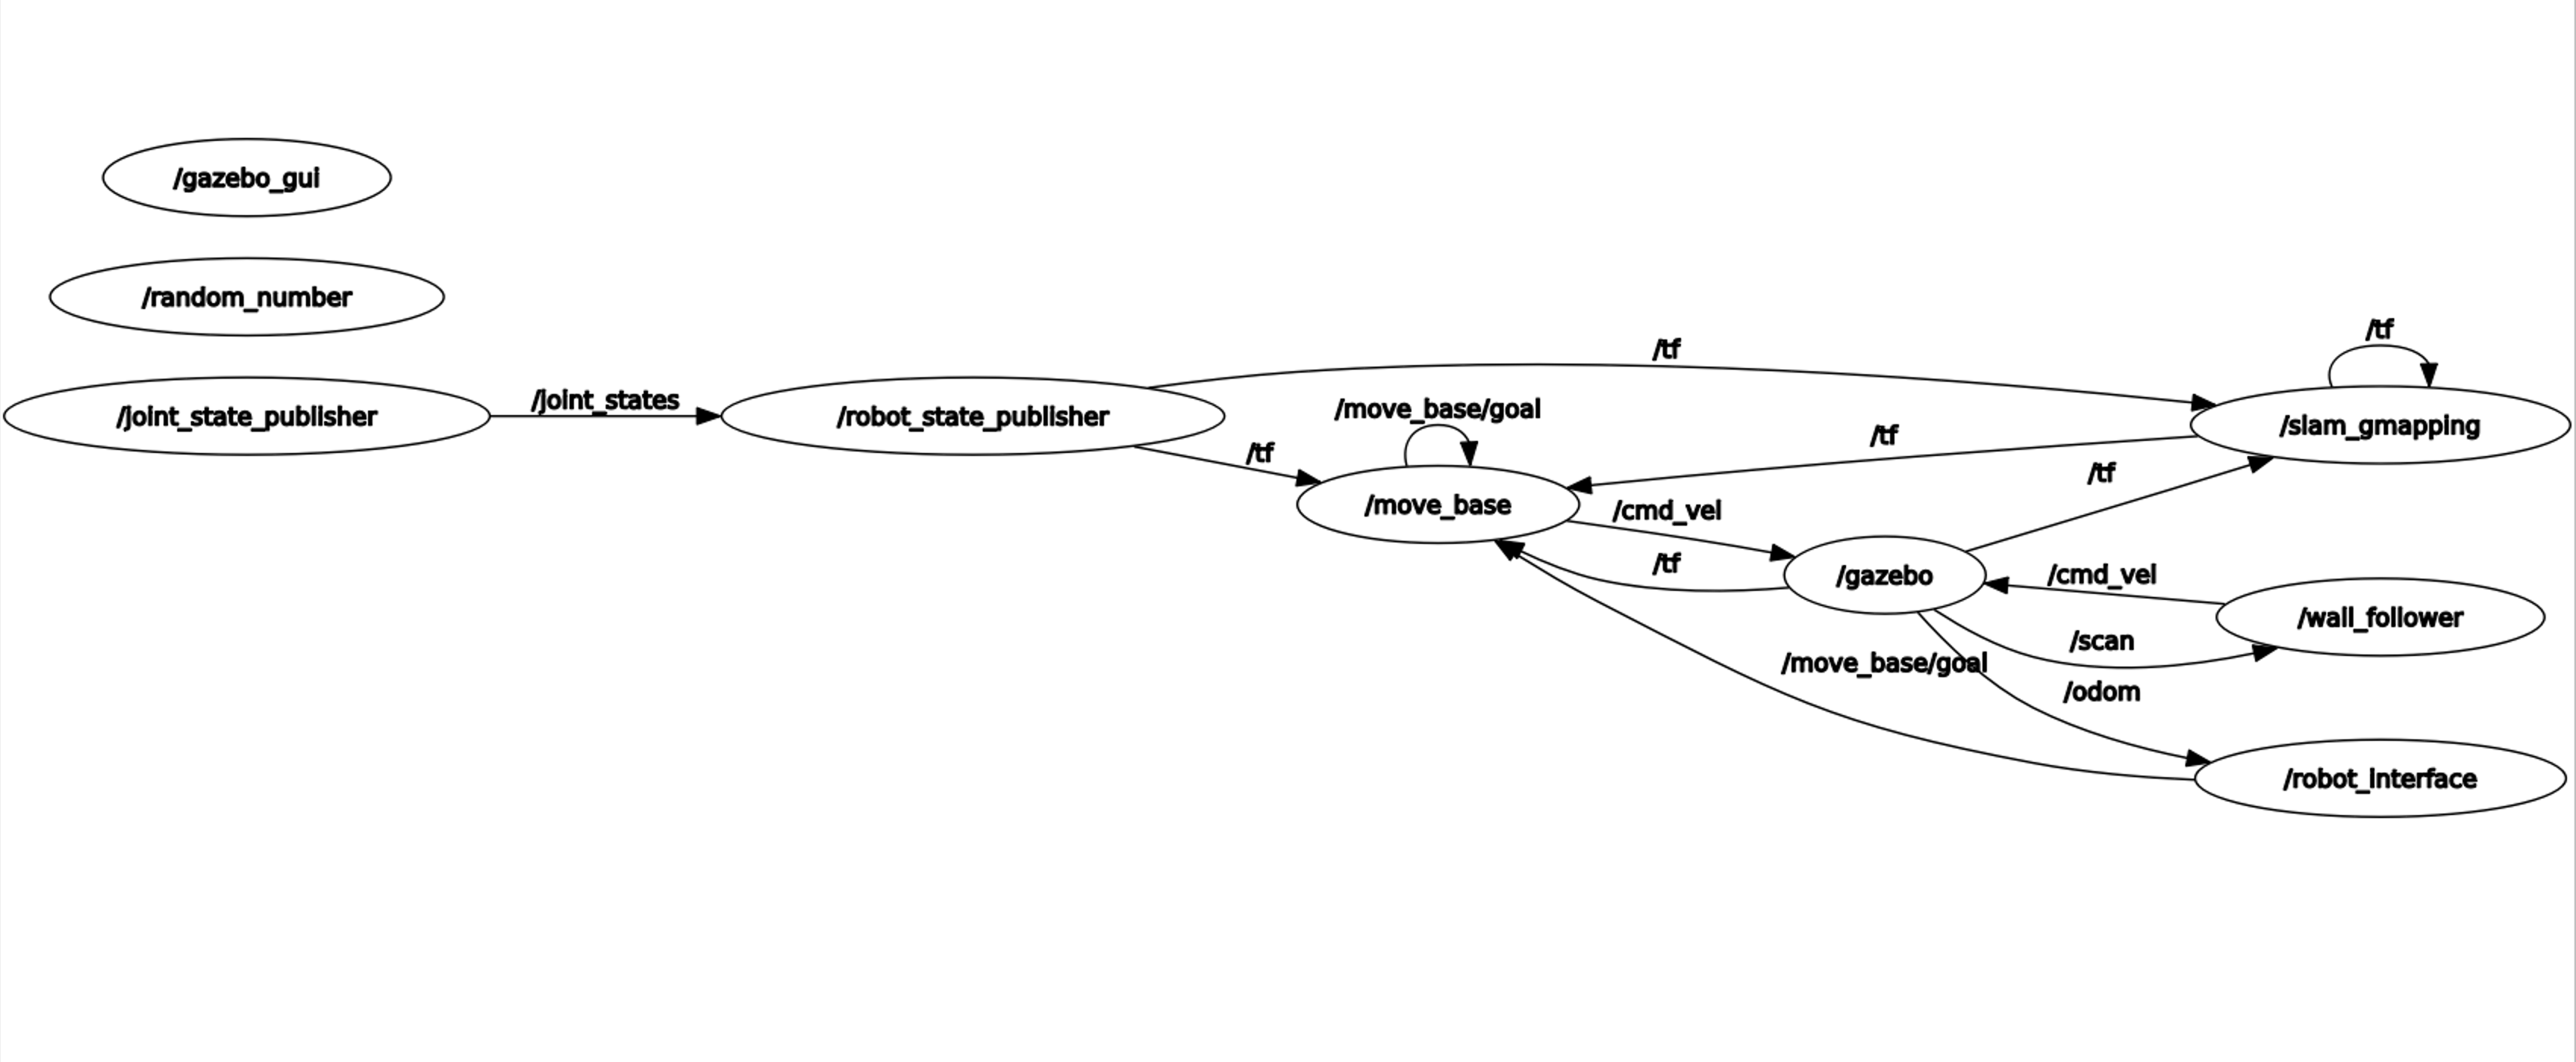 /gazebo_gui
/random_number
/joint_state_publisher
/joint_states
/robot_state_publisher
/tf
/tf
/move_base/goal
/move_base
/tf
/cmd_vel
/tf
/tf
/tf
/slam_gmapping
/tf
/gazebo
/cmd_vel
/wall_follower
/scan
/move_base/goal
/odom
/robot_interface